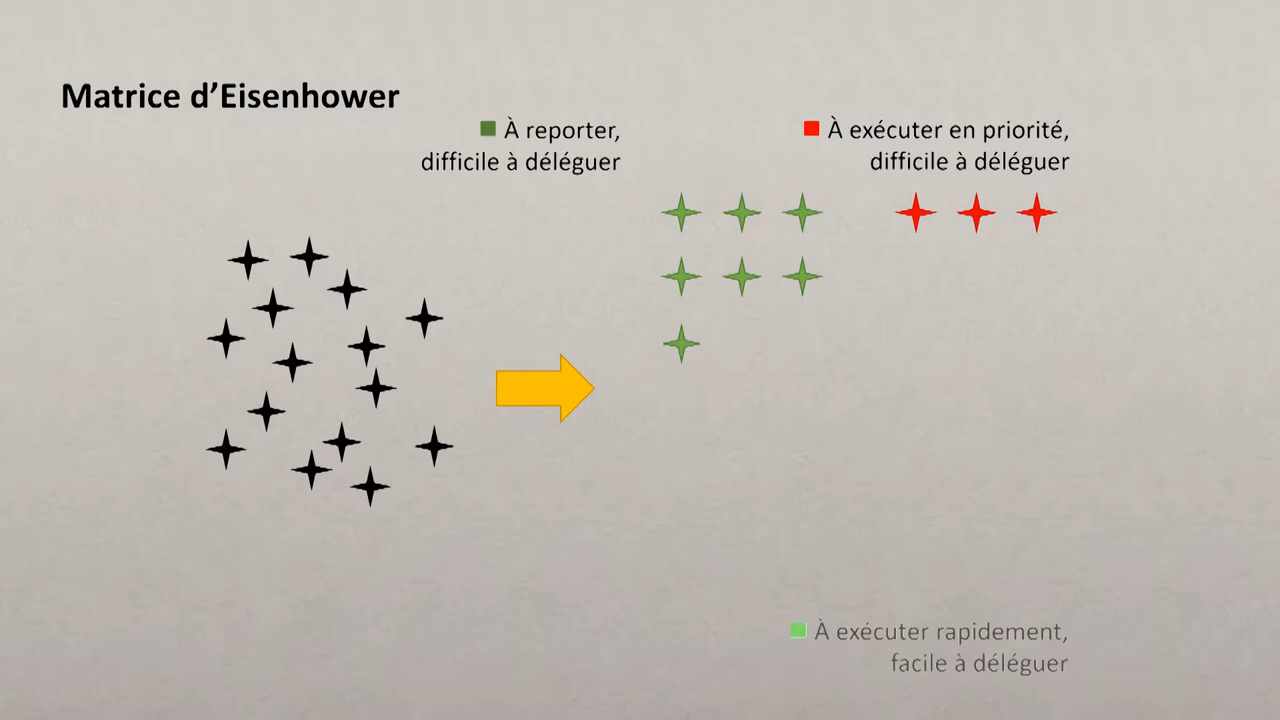 Matrice d’Eisenhower
À reporter,
difficile à déléguer
À exécuter en priorité,
difficile à déléguer
À exécuter rapidement,
facile à déléguer